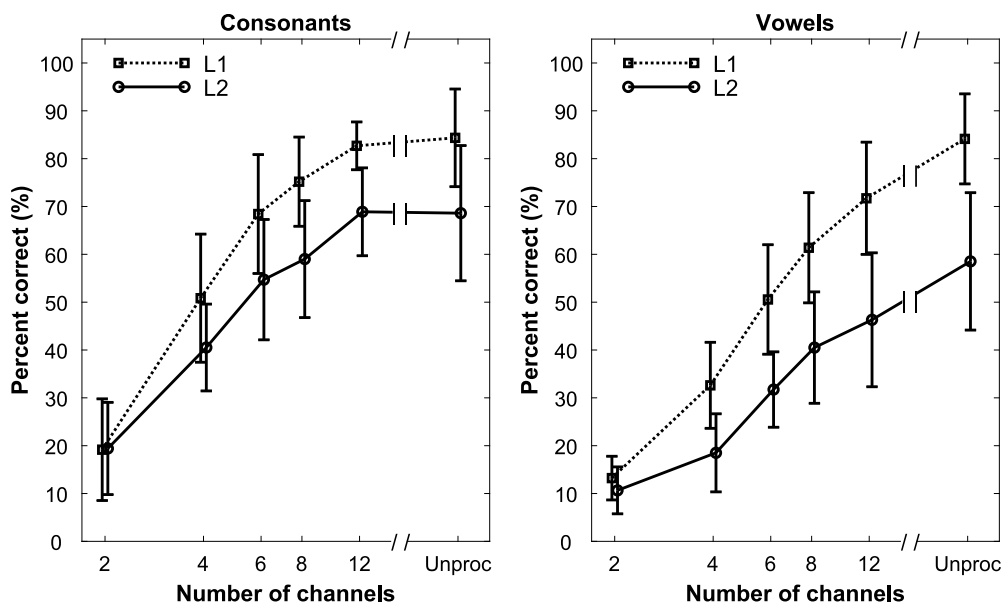 Consonants
100
90
80
70
60
50
40
30
20
10
0
Percent correct (%)
L1
L2
2 4 6 8 12 // Unproc
Number of channels
Vowels
100
90
80
70
60
50
40
30
20
10
0
Percent correct (%)
L1
L2
2 4 6 8 12 // Unproc
Number of channels